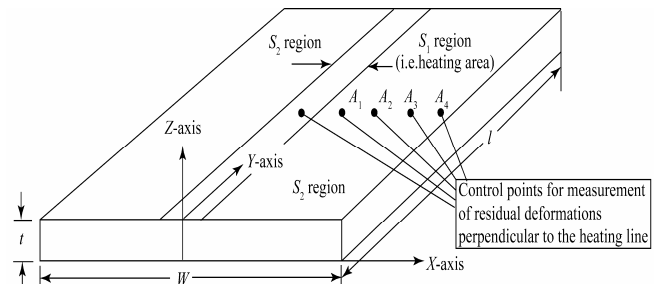 S2 region
S1 region
(i.e.heating area)
A1 A2 A3 A4
Z-axis
Y-axis
l
S2 region
Control points for measurement
of residual deformations
perpendicular to the heating line
t
X-axis
W